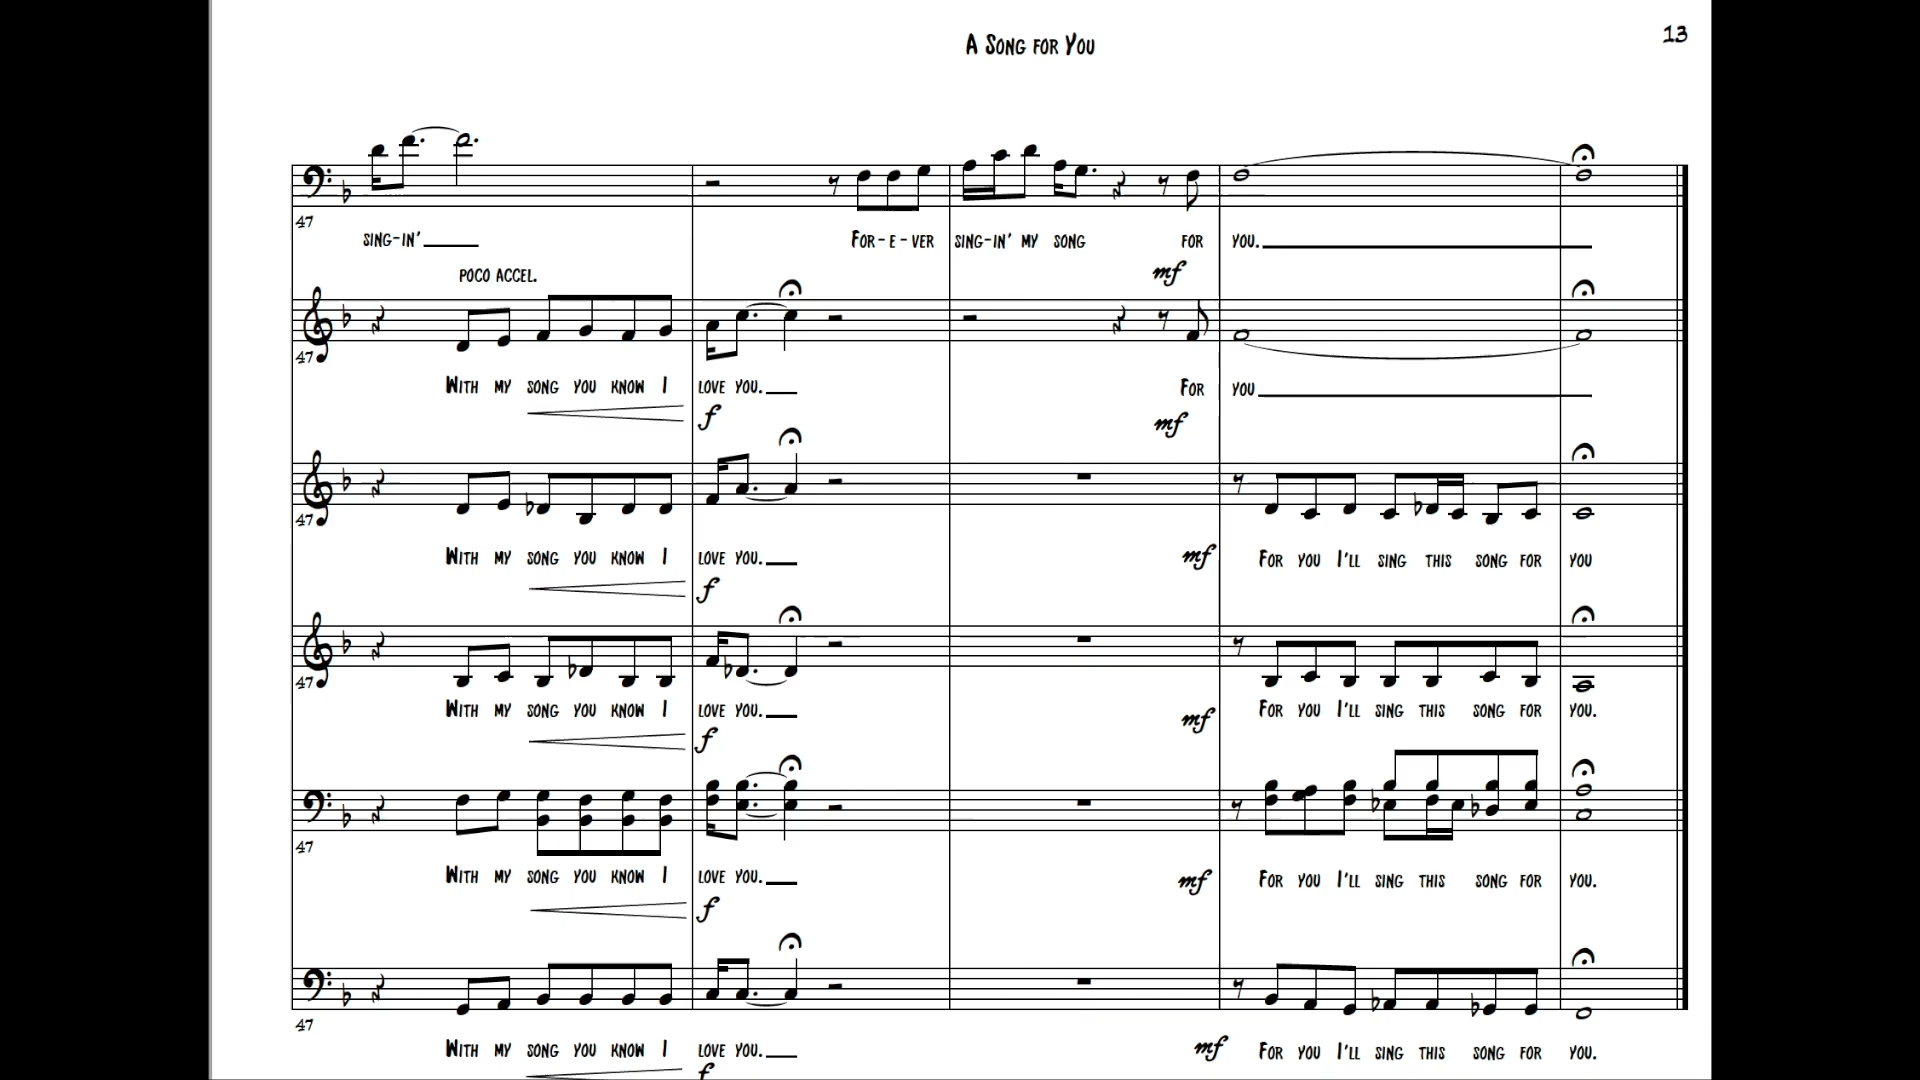 A Song for You
13
47
sing-in'
For-e-ver sing-in' my song for you.
poco accel.
mf
47
With my song you know I love you. For you
f
mf
47
With my song you know I love you. For you I'll sing this song for you
f
mf
47
With my song you know I love you. For you I'll sing this song for you.
f
mf
47
With my song you know I love you. For you I'll sing this song for you.
f
mf
47
With my song you know I love you. For you I'll sing this song for you.
f
mf